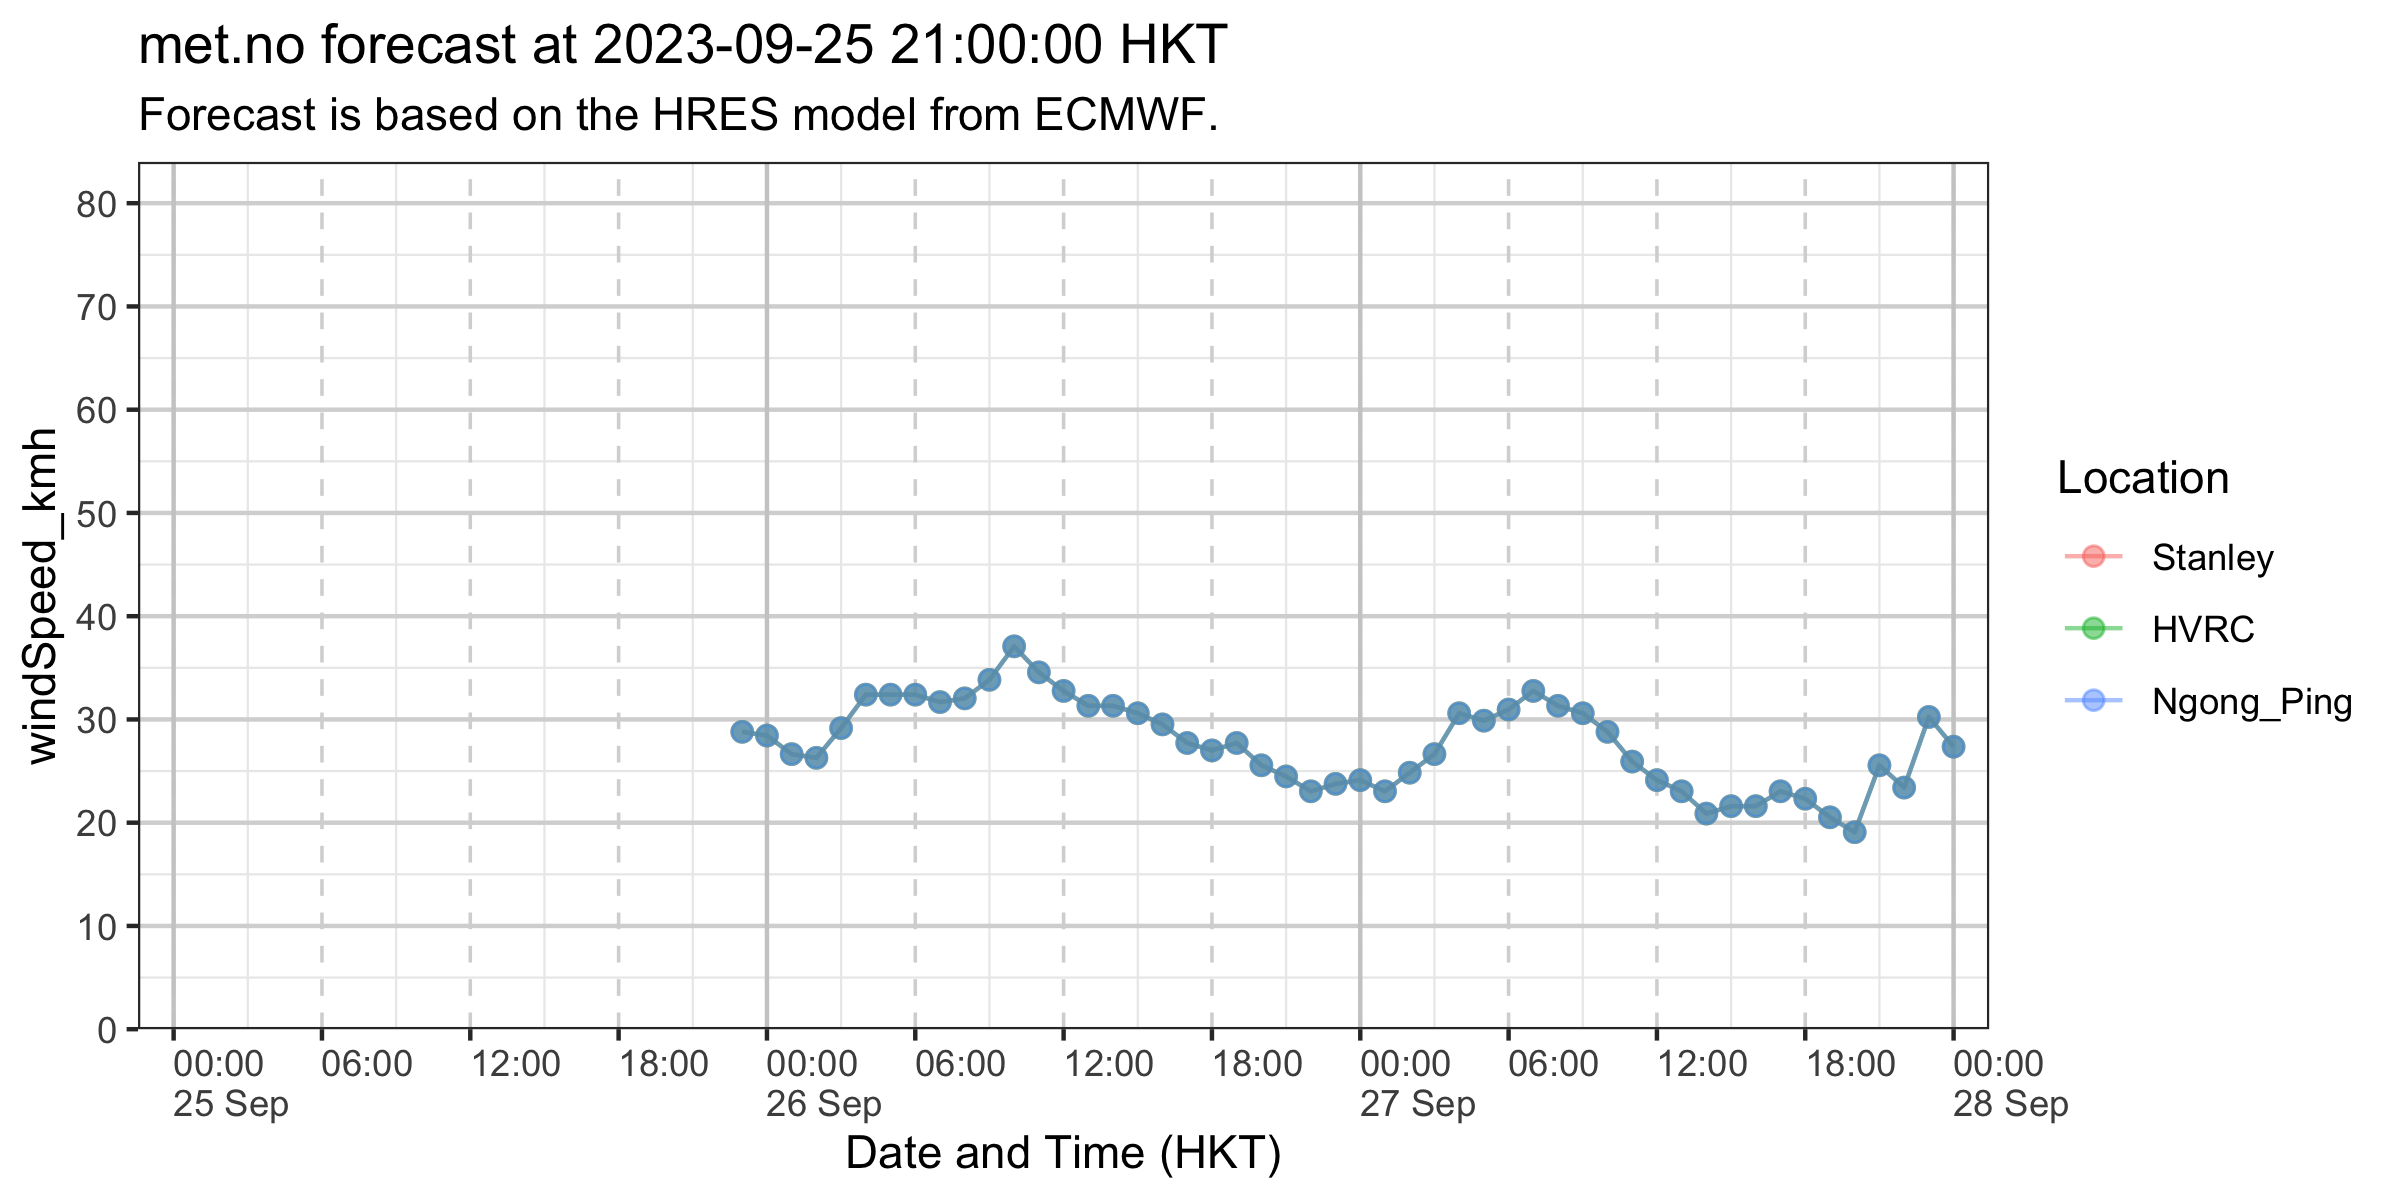 met.no forecast at 2023-09-25 21:00:00 HKT
Forecast is based on the HRES model from ECMWF.
windSpeed_kmh
80
70
60
50
40
30
20
10
0
00:00 06:00 12:00 18:00 00:00 06:00 12:00 18:00 00:00 06:00 12:00 18:00 00:00
25 Sep 26 Sep 27 Sep 28 Sep
Date and Time (HKT)
Location
Stanley
HVRC
Ngong_Ping